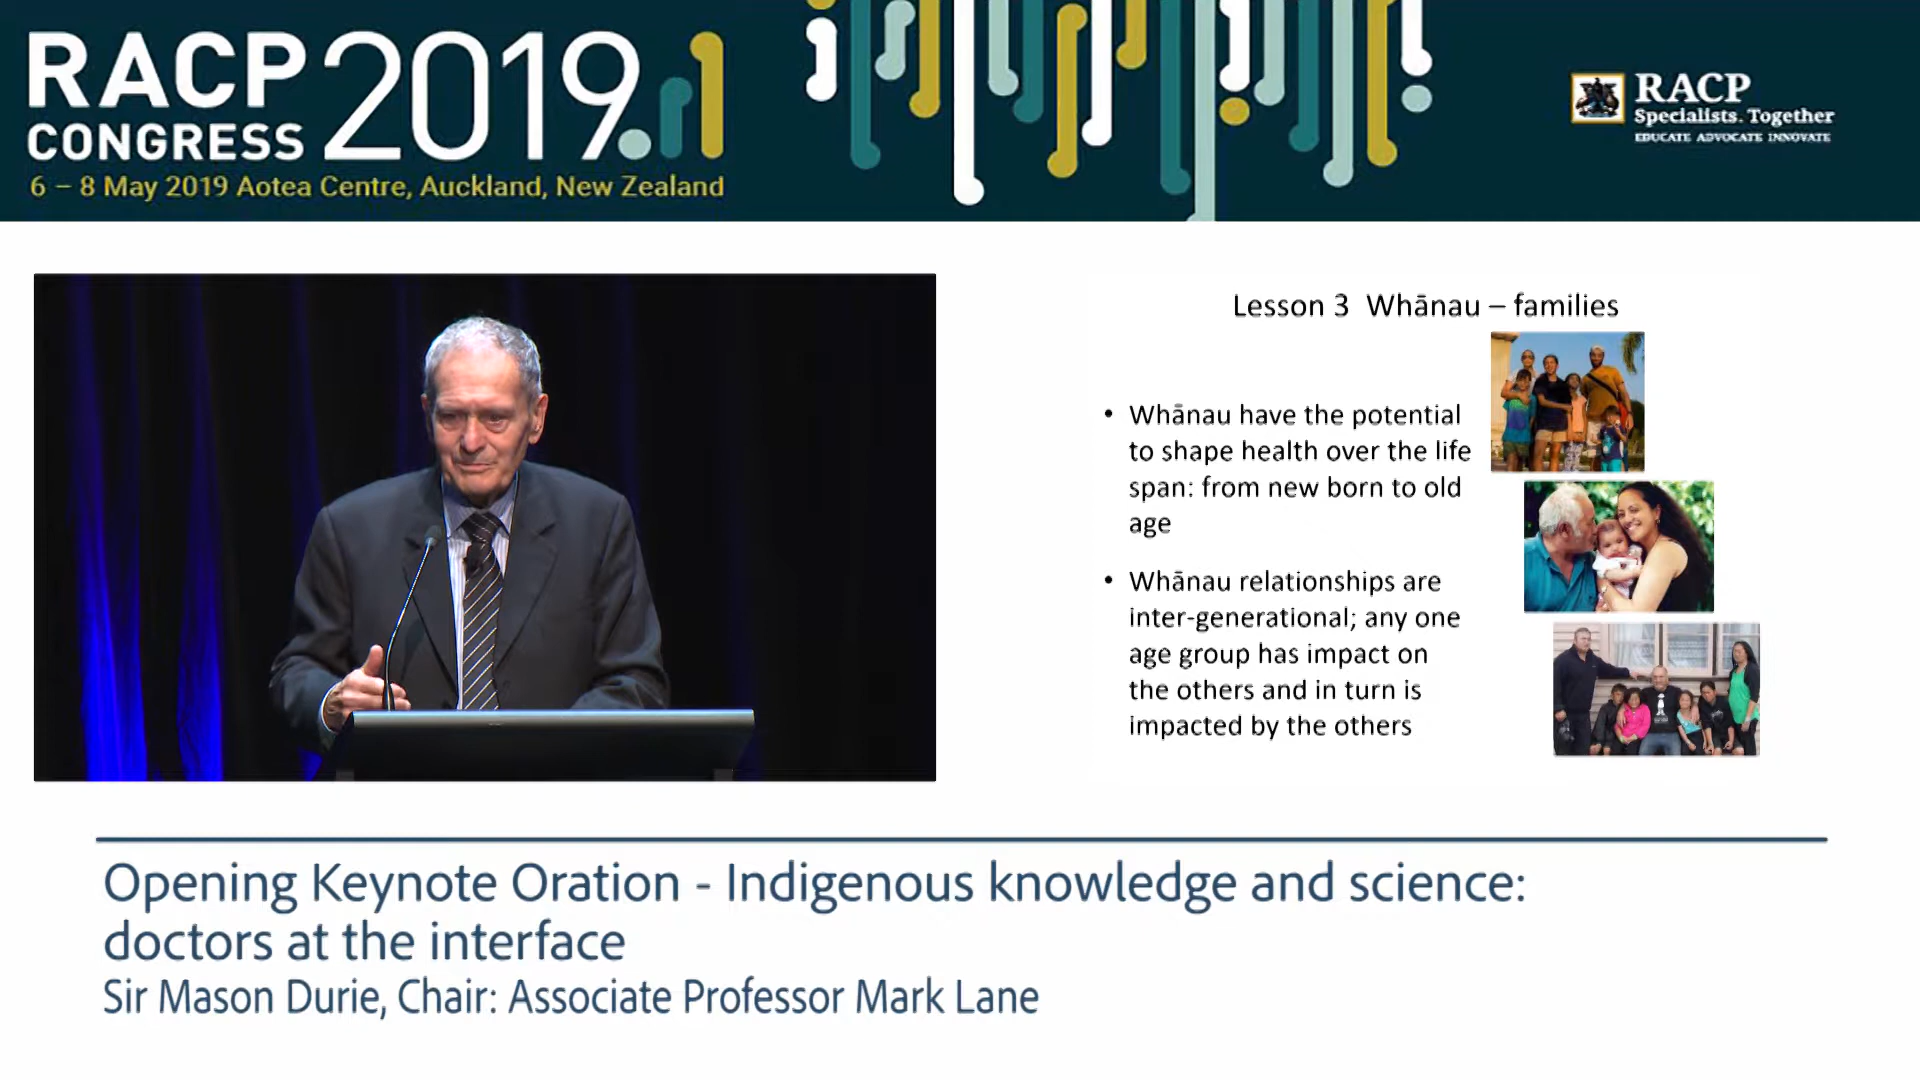 RACP
CONGRESS
2019
6 – 8 May 2019 Aotea Centre, Auckland, New Zealand
RACP
Specialists. Together
EDUCATE ADVOCATE INNOVATE
Lesson 3 Whānau – families
• Whānau have the potential
to shape health over the life
span: from new born to old
age
• Whānau relationships are
inter-generational; any one
age group has impact on
the others and in turn is
impacted by the others
Opening Keynote Oration - Indigenous knowledge and science:
doctors at the interface
Sir Mason Durie, Chair: Associate Professor Mark Lane